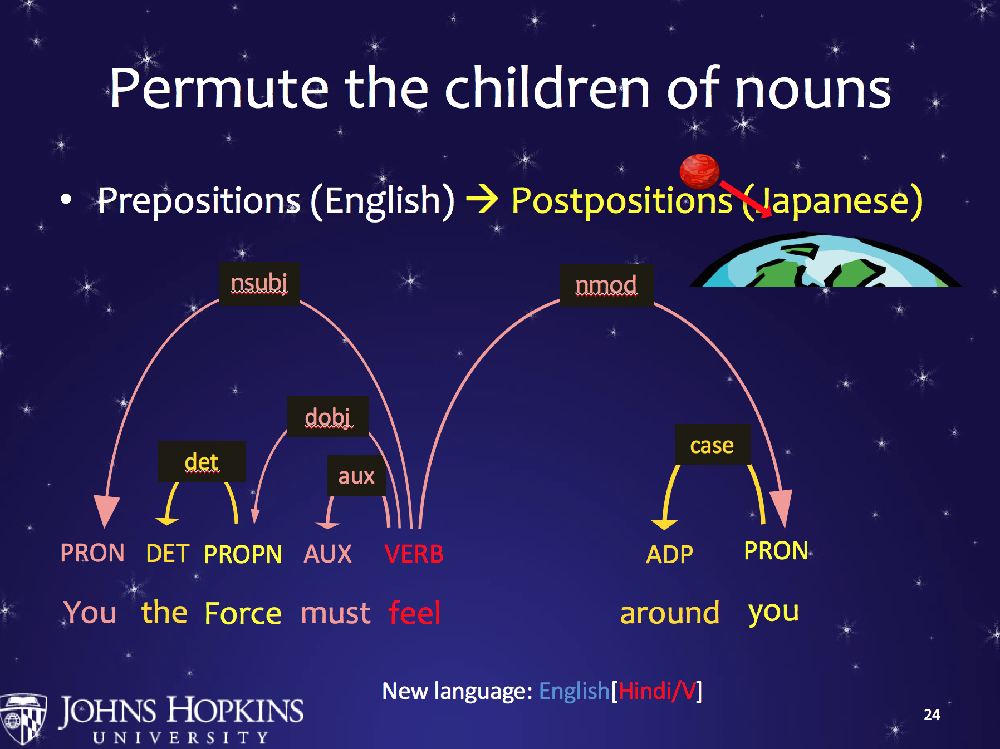 Permute the children of nouns
• Prepositions (English) → Postpositions (Japanese)
nsubj nmod
dobj
det aux case
PRON DET PROPN AUX VERB ADP PRON
You the Force must feel around you
New language: English[Hindi/V]
JOHNS HOPKINS
UNIVERSITY
24